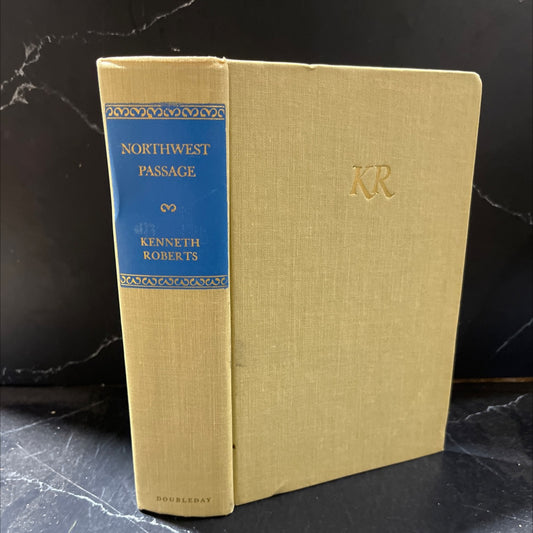 NORTHWEST
PASSAGE
KENNETH
ROBERTS
DOUBLEDAY
KR